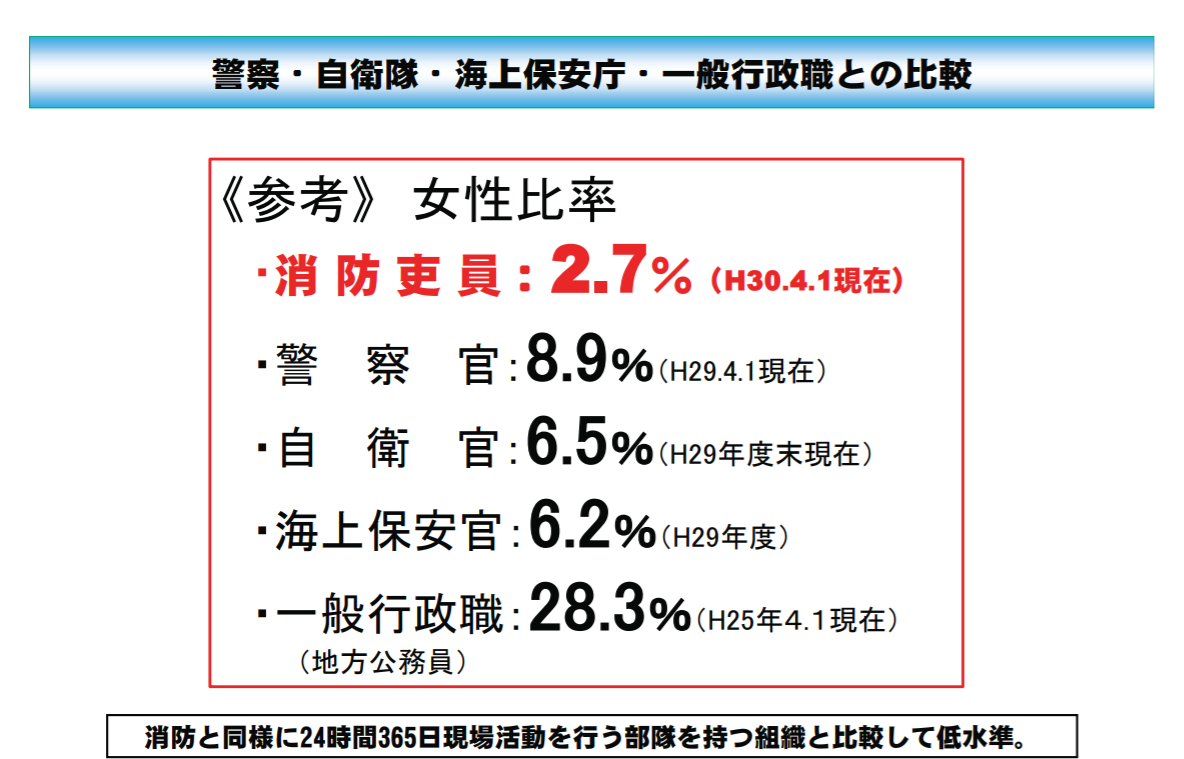 警察・自衛隊・海上保安庁・一般行政職との比較
《参考》 女性比率
・消防吏員：2.7％（H30.4.1現在）
・警　察　官：8.9％（H29.4.1現在）
・自　衛　官：6.5％（H29年度末現在）
・海上保安官：6.2％（H29年度）
・一般行政職：28.3％（H25年４.１現在）
（地方公務員）
消防と同様に24時間365日現場活動を行う部隊を持つ組織と比較して低水準。